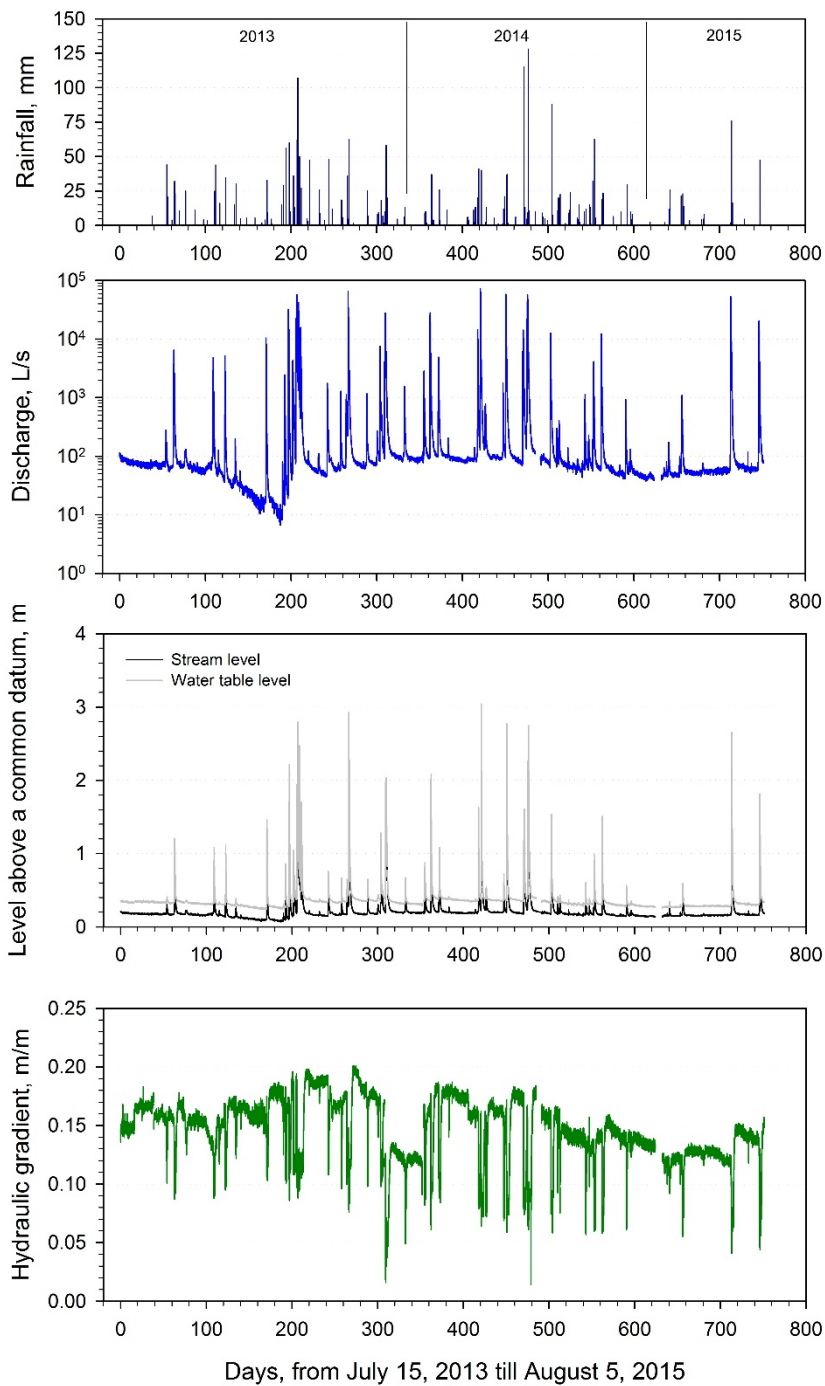 2013
2014
2015
Rainfall, mm
150
125
100
75
50
25
0
0 100 200 300 400 500 600 700 800
Discharge, L/s
10⁵
10⁴
10³
10²
10¹
10⁰
0 100 200 300 400 500 600 700 800
Level above a common datum, m
4
3
2
1
0
Stream level
Water table level
0 100 200 300 400 500 600 700 800
Hydraulic gradient, m/m
0.25
0.20
0.15
0.10
0.05
0.00
0 100 200 300 400 500 600 700 800
Days, from July 15, 2013 till August 5, 2015